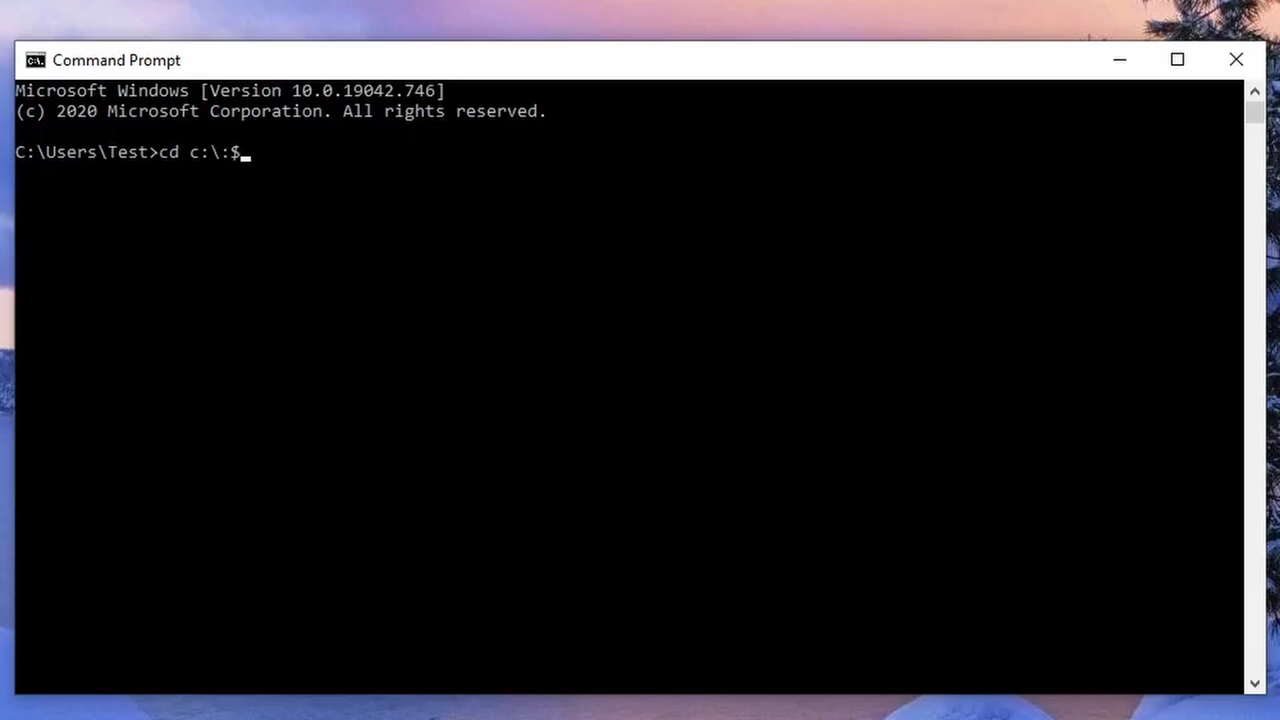 Command Prompt
Microsoft Windows [Version 10.0.19042.746]
(c) 2020 Microsoft Corporation. All rights reserved.
C:\Users\Test>cd c:\:$